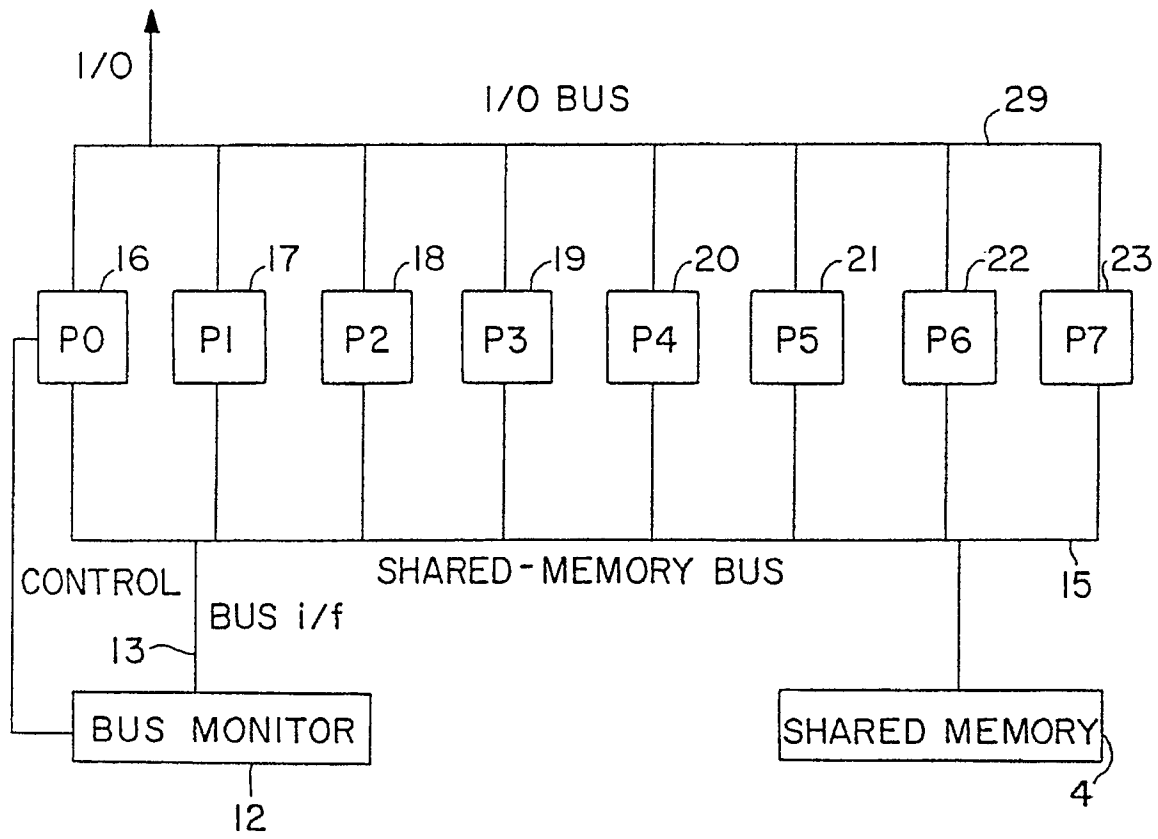 I/O
I/O BUS
29
16
17
18
19
20
21
22
23
P0
P1
P2
P3
P4
P5
P6
P7
CONTROL
SHARED-MEMORY BUS
15
BUS i/f
13
BUS MONITOR
SHARED MEMORY
12
4